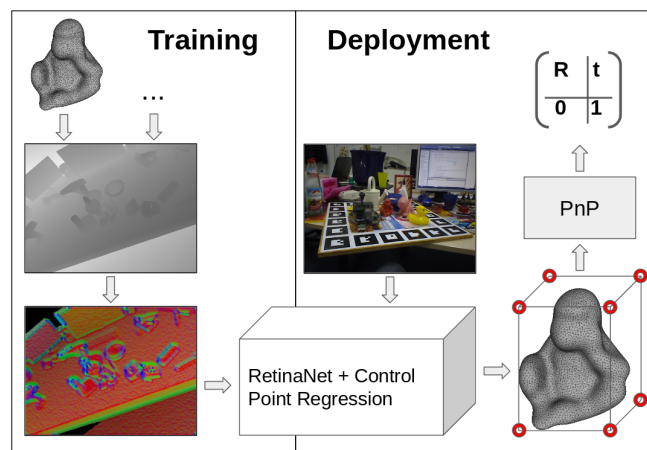 Training
Deployment
...
R t
0 1
PnP
RetinaNet + Control
Point Regression